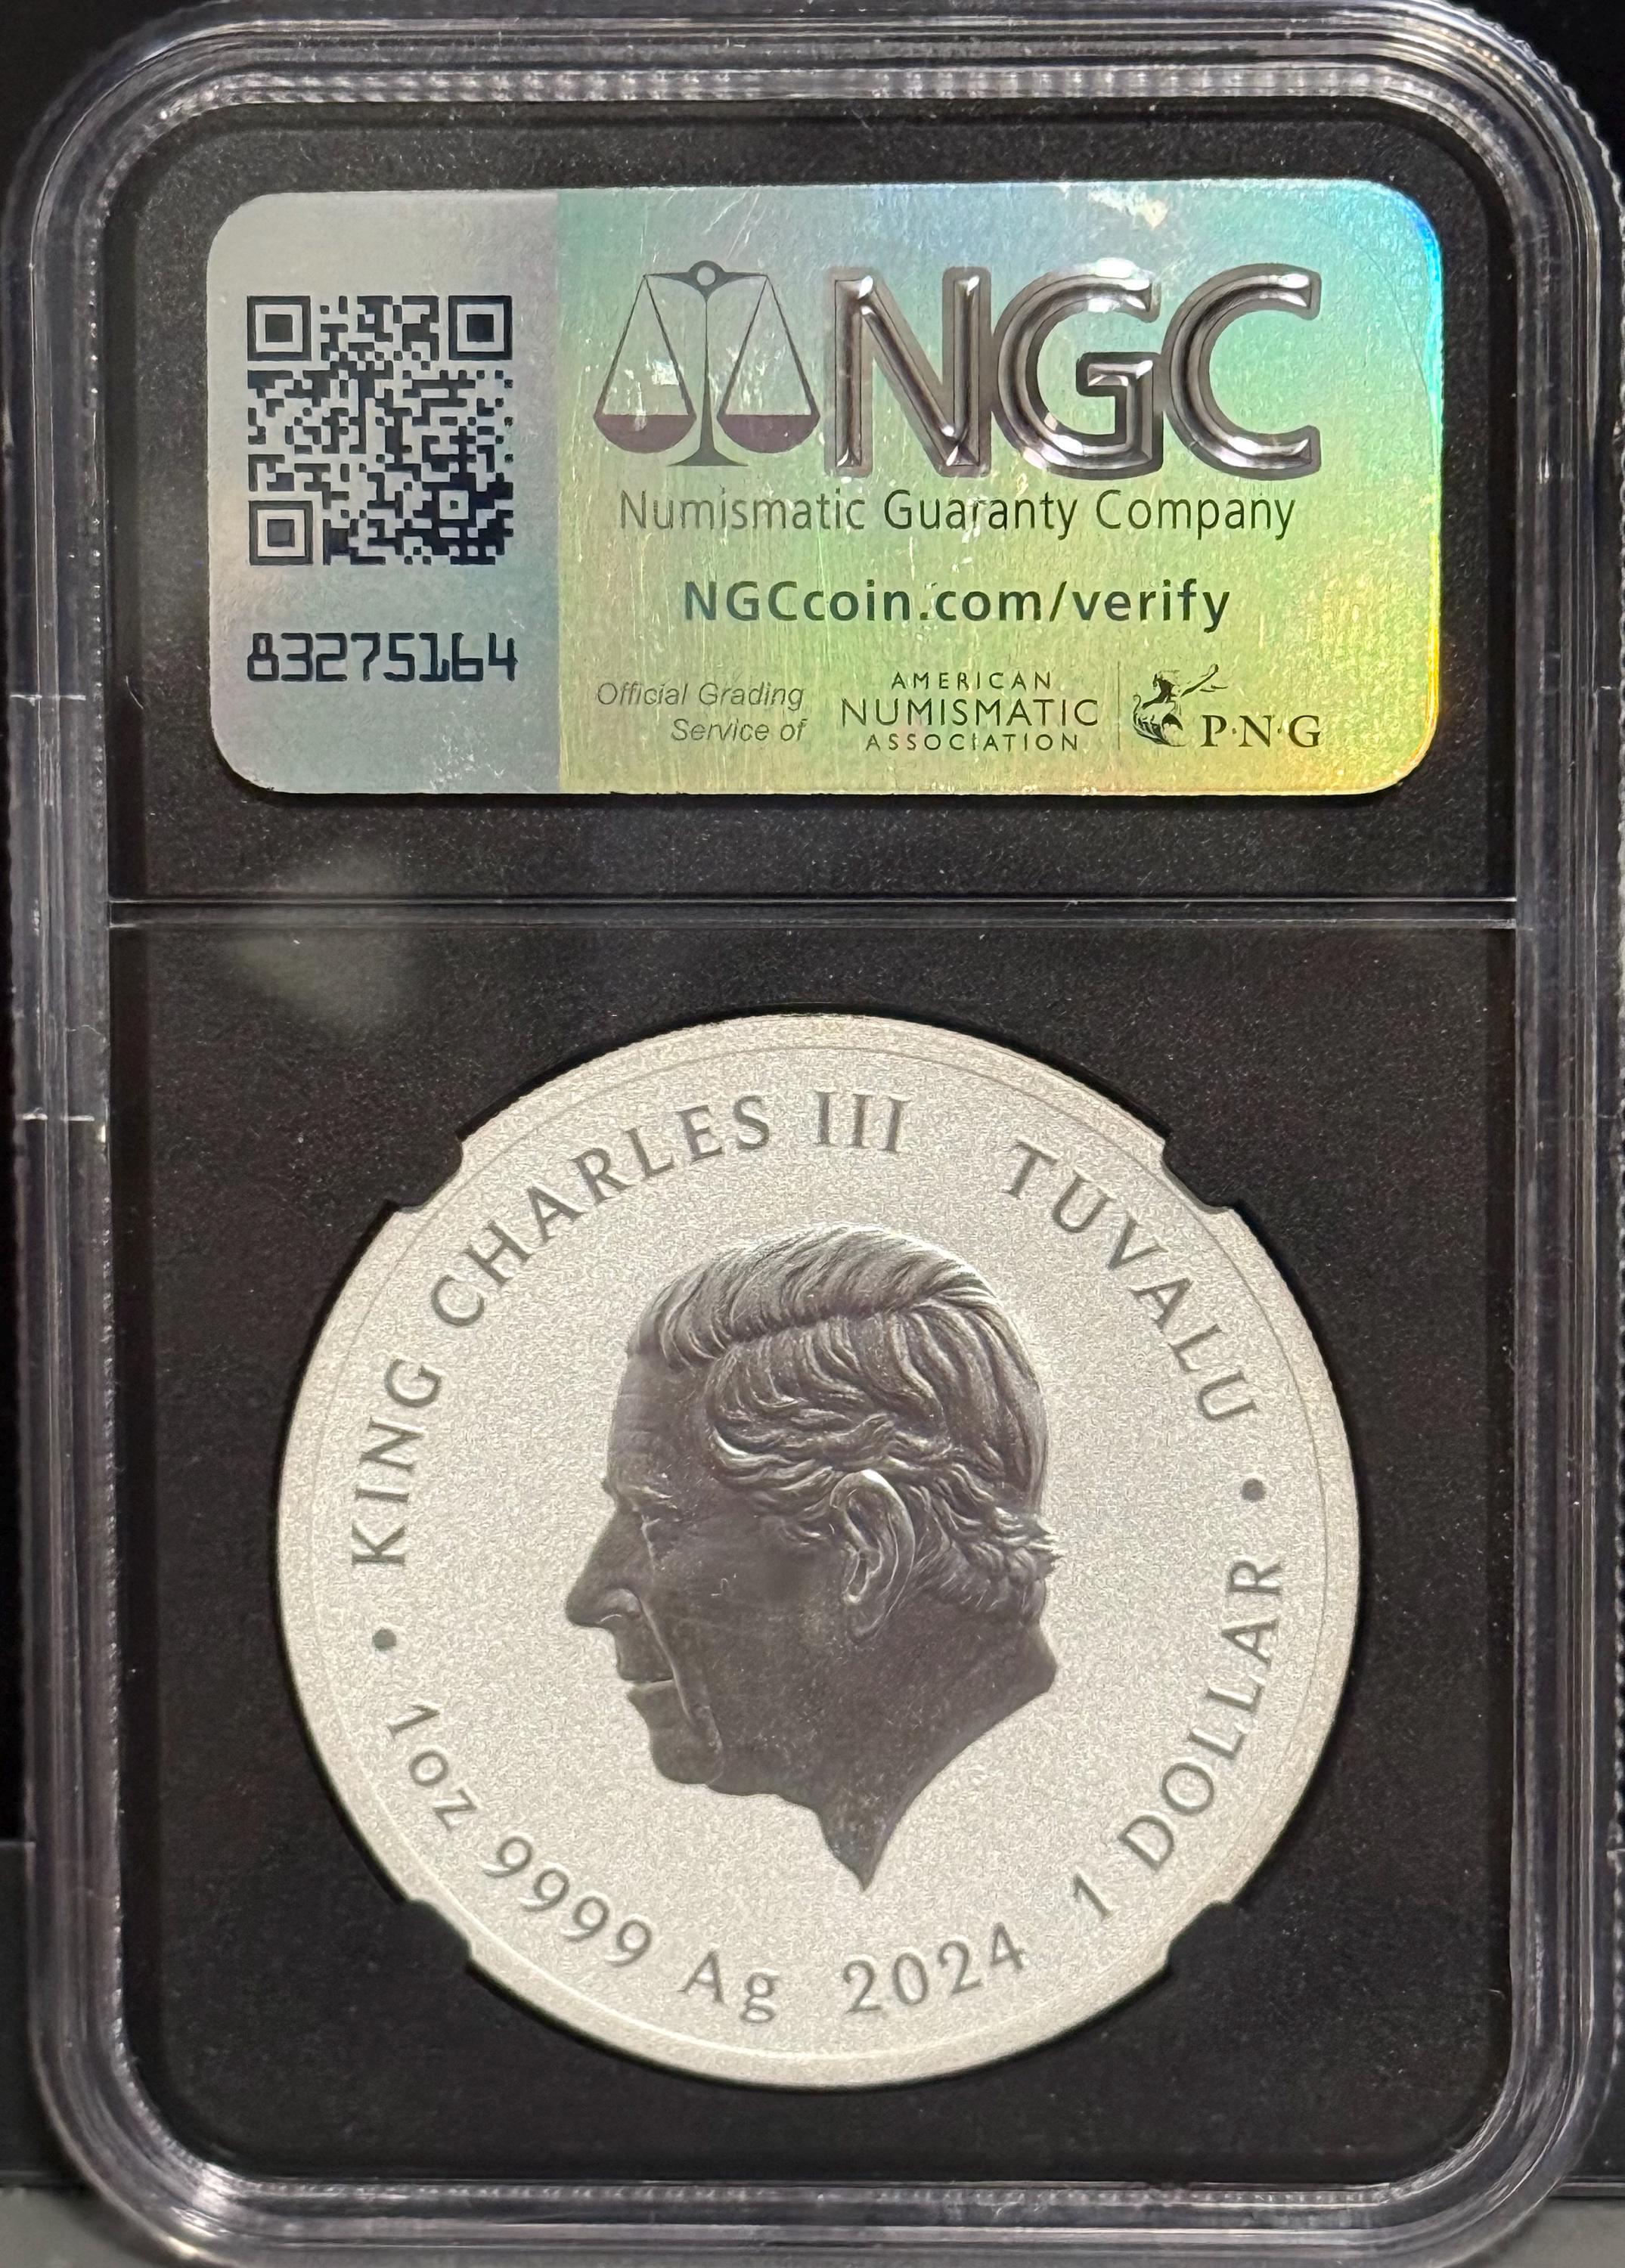 NGC
Numismatic Guaranty Company
NGCcoin.com/verify
83275164
Official Grading
Service of
AMERICAN
NUMISMATIC
ASSOCIATION
P·N·G
• KING CHARLES III TUVALU •
1oz 9999 Ag 2024 1 DOLLAR